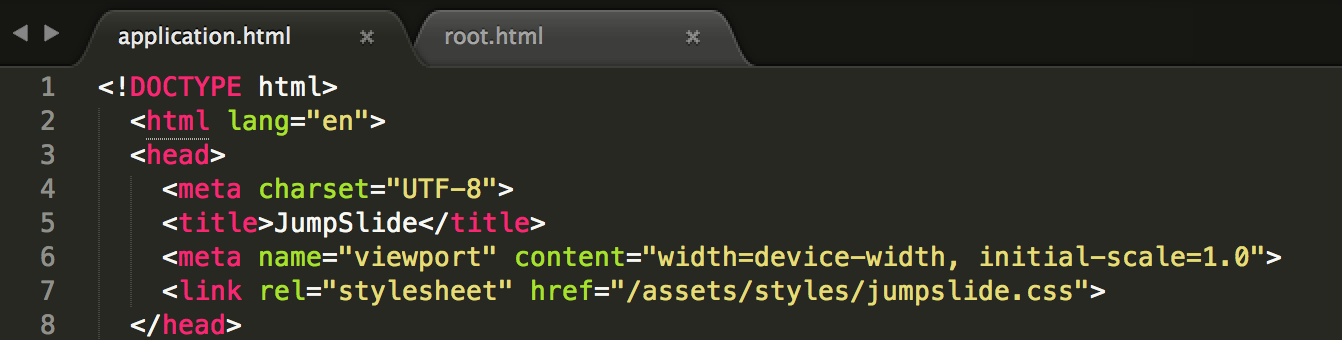 application.html × root.html ×
1 <!DOCTYPE html>
2 <html lang="en">
3 <head>
4 <meta charset="UTF-8">
5 <title>JumpSlide</title>
6 <meta name="viewport" content="width=device-width, initial-scale=1.0">
7 <link rel="stylesheet" href="/assets/styles/jumpslide.css">
8 </head>